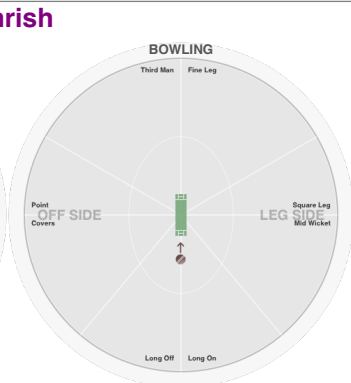 arish
BOWLING
Third Man Fine Leg
Point Square Leg
OFF SIDE LEG SIDE
Covers Mid Wicket
Long Off Long On